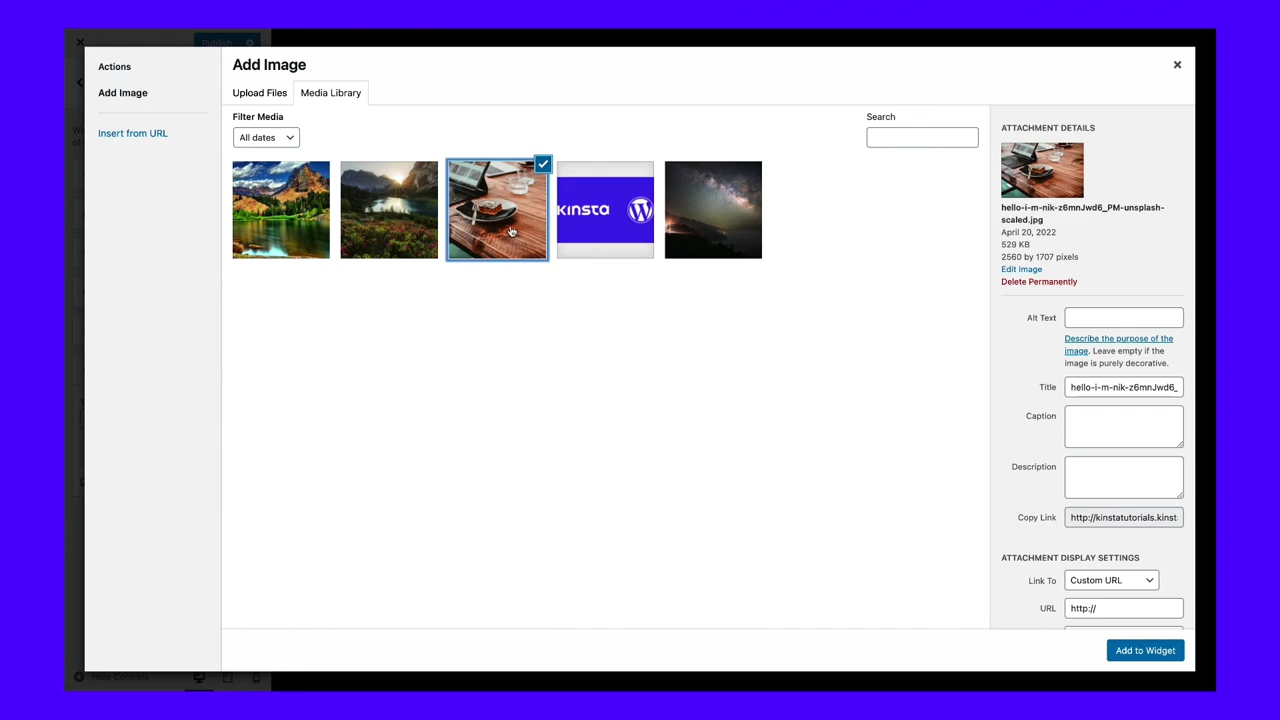 Publish
Actions
Add Image
Insert from URL
Add Image
Upload Files
Media Library
Filter Media
All dates
Search
KINSTA
ATTACHMENT DETAILS
hello-i-m-nik-z6mnJwd6_PM-unsplash-
scaled.jpg
April 20, 2022
529 KB
2560 by 1707 pixels
Edit Image
Delete Permanently
Alt Text
Describe the purpose of the
image. Leave empty if the
image is purely decorative.
Title hello-i-m-nik-z6mnJwd6_
Caption
Description
Copy Link http://kinstatutorials.kinst
ATTACHMENT DISPLAY SETTINGS
Link To Custom URL
URL http://
Add to Widget
Hide Controls